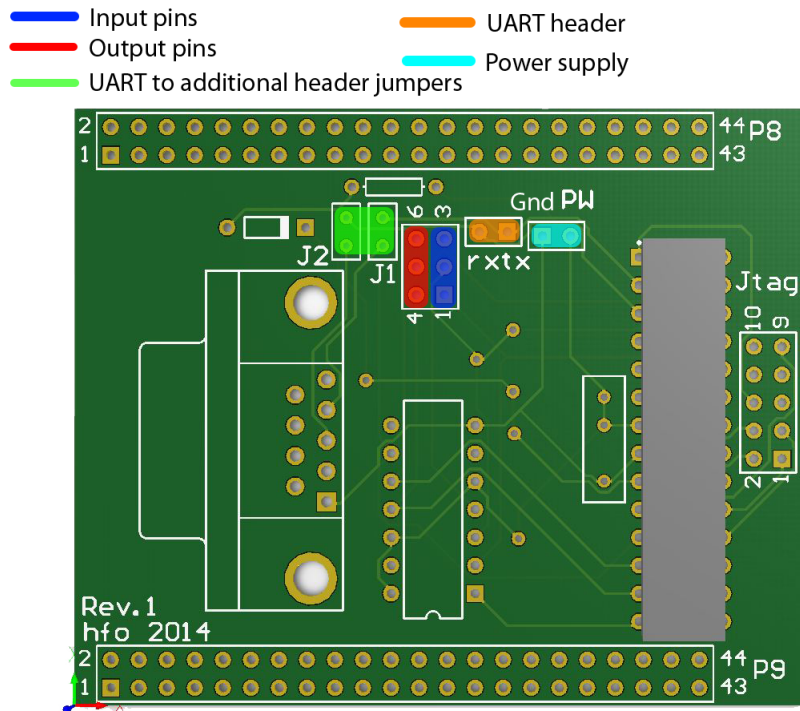 Input pins
UART header
Output pins
Power supply
UART to additional header jumpers
2
44
P8
1
43
Gnd PW
6
3
J2
J1
rxtx
4
1
Jtag
10
9
2
1
Rev.1
hfo 2014
2
44
P9
1
43